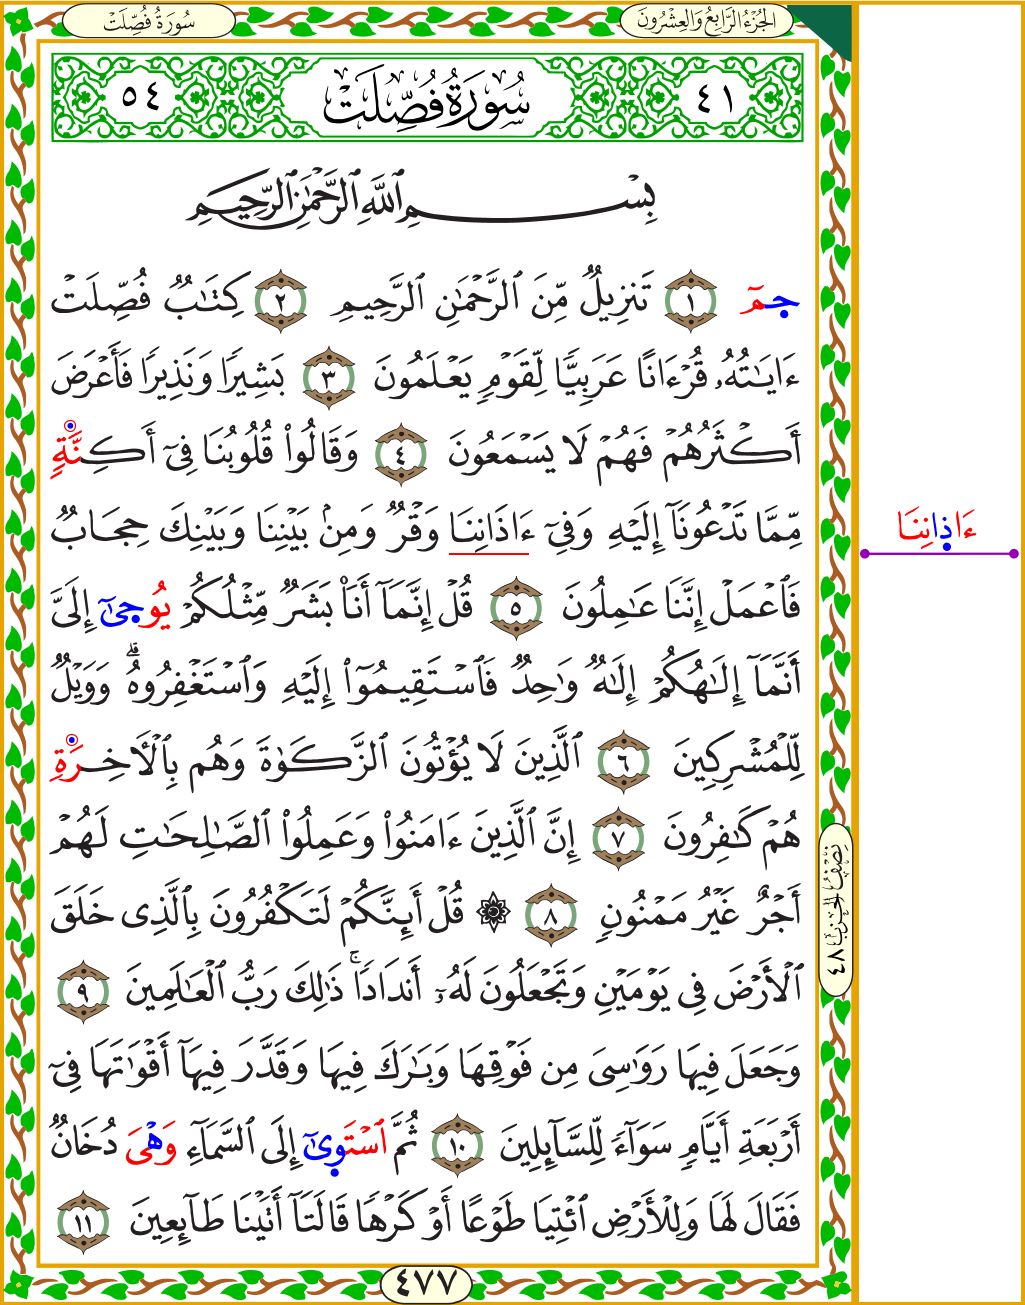 سُورَةُ فُصِّلَتْ
الجُزْءُ الرَّابِعُ وَالعِشْرُونَ
٤١ سُورَةُ فُصِّلَتْ ٥٤
بِسْمِ ٱللَّهِ ٱلرَّحْمَٰنِ ٱلرَّحِيمِ
حمٓ ١ تَنزِيلٌ مِّنَ ٱلرَّحْمَٰنِ ٱلرَّحِيمِ ٢ كِتَٰبٌ فُصِّلَتْ
ءَايَٰتُهُۥ قُرْءَانًا عَرَبِيًّا لِّقَوْمٍ يَعْلَمُونَ ٣ بَشِيرًا وَنَذِيرًا فَأَعْرَضَ
أَكْثَرُهُمْ فَهُمْ لَا يَسْمَعُونَ ٤ وَقَالُوا۟ قُلُوبُنَا فِىٓ أَكِنَّةٍ
مِّمَّا تَدْعُونَآ إِلَيْهِ وَفِىٓ ءَاذَانِنَا وَقْرٌ وَمِنۢ بَيْنِنَا وَبَيْنِكَ حِجَابٌ
ءَاذِانِنَا
فَٱعْمَلْ إِنَّنَا عَٰمِلُونَ ٥ قُلْ إِنَّمَآ أَنَا۠ بَشَرٌ مِّثْلُكُمْ يُوحِىٰٓ إِلَىَّ
أَنَّمَآ إِلَٰهُكُمْ إِلَٰهٌ وَٰحِدٌ فَٱسْتَقِيمُوٓا۟ إِلَيْهِ وَٱسْتَغْفِرُوهُ ۗ وَوَيْلٌ
لِّلْمُشْرِكِينَ ٦ ٱلَّذِينَ لَا يُؤْتُونَ ٱلزَّكَوٰةَ وَهُم بِٱلْأَخِرَةِ
هُمْ كَٰفِرُونَ ٧ إِنَّ ٱلَّذِينَ ءَامَنُوا۟ وَعَمِلُوا۟ ٱلصَّٰلِحَٰتِ لَهُمْ
أَجْرٌ غَيْرُ مَمْنُونٍ ٨ ۞ قُلْ أَئِنَّكُمْ لَتَكْفُرُونَ بِٱلَّذِى خَلَقَ
نِصْفُ الحِزْبِ ٤٨
ٱلْأَرْضَ فِى يَوْمَيْنِ وَتَجْعَلُونَ لَهُۥٓ أَندَادًا ۚ ذَٰلِكَ رَبُّ ٱلْعَٰلَمِينَ ٩
وَجَعَلَ فِيهَا رَوَٰسِىَ مِن فَوْقِهَا وَبَٰرَكَ فِيهَا وَقَدَّرَ فِيهَآ أَقْوَٰتَهَا فِىٓ
أَرْبَعَةِ أَيَّامٍ سَوَآءً لِّلسَّآئِلِينَ ١٠ ثُمَّ ٱسْتَوِىٰٓ إِلَى ٱلسَّمَآءِ وَهْىَ دُخَانٌ
فَقَالَ لَهَا وَلِلْأَرْضِ ٱئْتِيَا طَوْعًا أَوْ كَرْهًا قَالَتَآ أَتَيْنَا طَآئِعِينَ ١١
٤٧٧